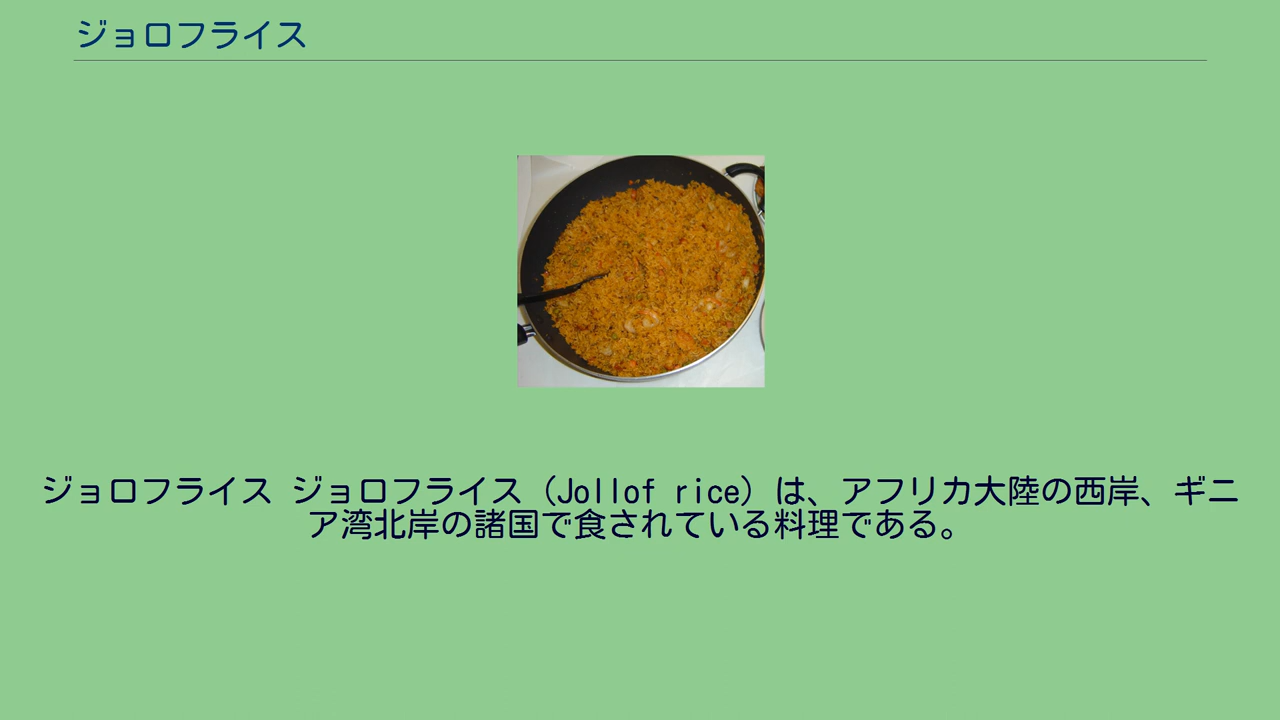 ジョロフライス
ジョロフライス ジョロフライス（Jollof rice）は、アフリカ大陸の西岸、ギニ
ア湾北岸の諸国で食されている料理である。